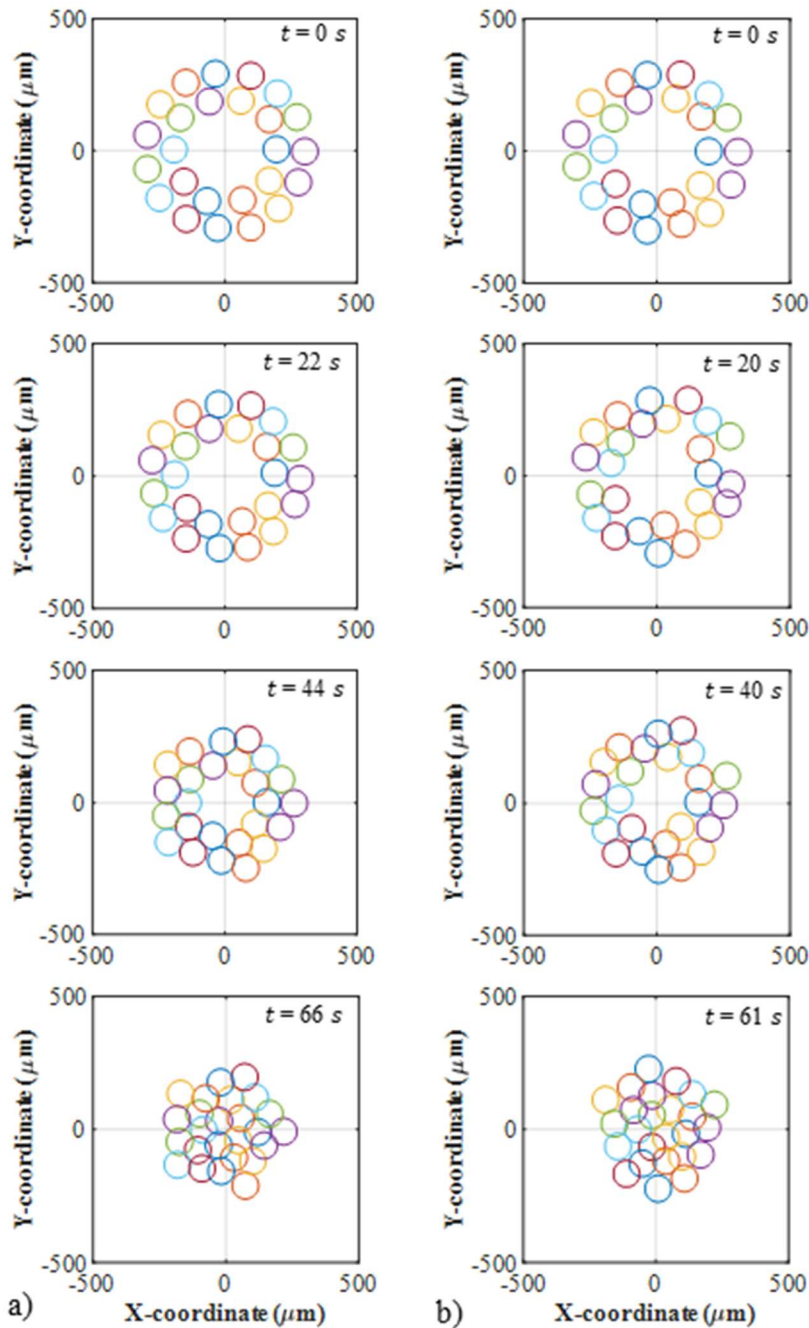 500
t = 0 s
Y-coordinate (μm)
0
-500
-500 0 500
500
t = 0 s
Y-coordinate (μm)
0
-500
-500 0 500
500
t = 22 s
Y-coordinate (μm)
0
-500
-500 0 500
500
t = 20 s
Y-coordinate (μm)
0
-500
-500 0 500
500
t = 44 s
Y-coordinate (μm)
0
-500
-500 0 500
500
t = 40 s
Y-coordinate (μm)
0
-500
-500 0 500
500
t = 66 s
Y-coordinate (μm)
0
-500
-500 0 500
a) X-coordinate (μm)
500
t = 61 s
Y-coordinate (μm)
0
-500
-500 0 500
b) X-coordinate (μm)